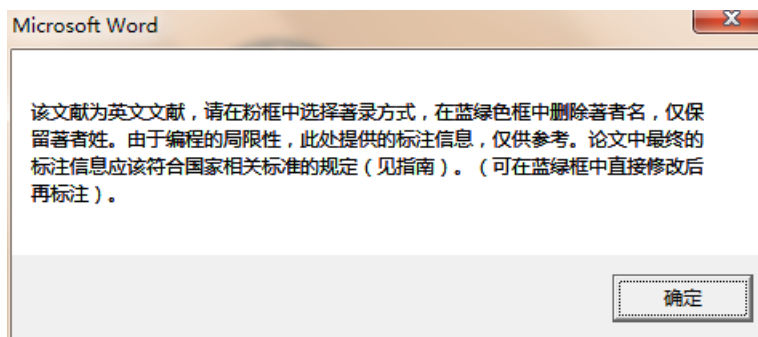 Microsoft Word
该文献为英文文献，请在粉框中选择著录方式，在蓝绿色框中删除著者名，仅保
留著者姓。由于编程的局限性，此处提供的标注信息，仅供参考。论文中最终的
标注信息应该符合国家相关标准的规定（见指南）。（可在蓝绿框中直接修改后
再标注）。
确定